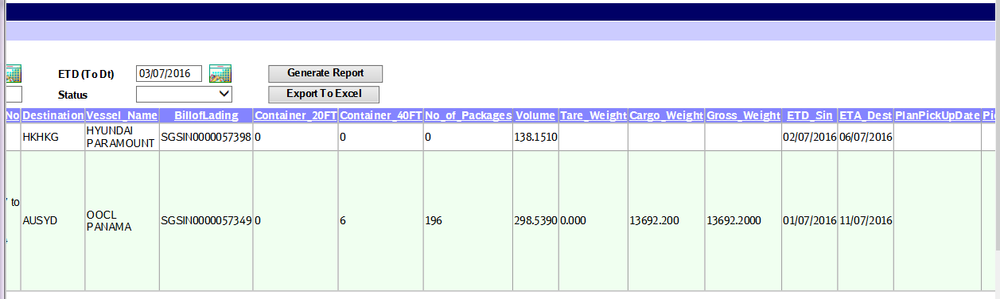 ETD (To Dt) 03/07/2016 Generate Report
Status Export To Excel
No Destination Vessel_Name BillofLading Container_20FT Container_40FT No_of_Packages Volume Tare_Weight Cargo_Weight Gross_Weight ETD_Sin ETA_Dest PlanPickUpDate Pi
HKHKG HYUNDAI PARAMOUNT SGSIN0000057398 0 0 0 138.1510 02/07/2016 06/07/2016
to
AUSYD OOCL PANAMA SGSIN0000057349 0 6 196 298.5390 0.000 13692.200 13692.2000 01/07/2016 11/07/2016